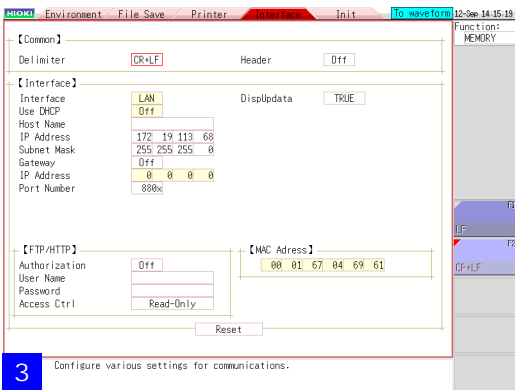 HIOKI Environment File Save Printer Interface Init To waveform 12-Sep 14:15:19
Function:
MEMORY
【Common】
Delimiter CR+LF Header Off
【Interface】
Interface LAN DispUpdata TRUE
Use DHCP Off
Host Name
IP Address 172 19 113 68
Subnet Mask 255 255 255 0
Gateway Off
IP Address 0 0 0 0
Port Number 880x
F1
LF
F2
CR+LF
【FTP/HTTP】 【MAC Adress】
Authorization Off 00 01 67 04 69 61
User Name
Password
Access Ctrl Read-Only
Reset
3 Configure various settings for communications.